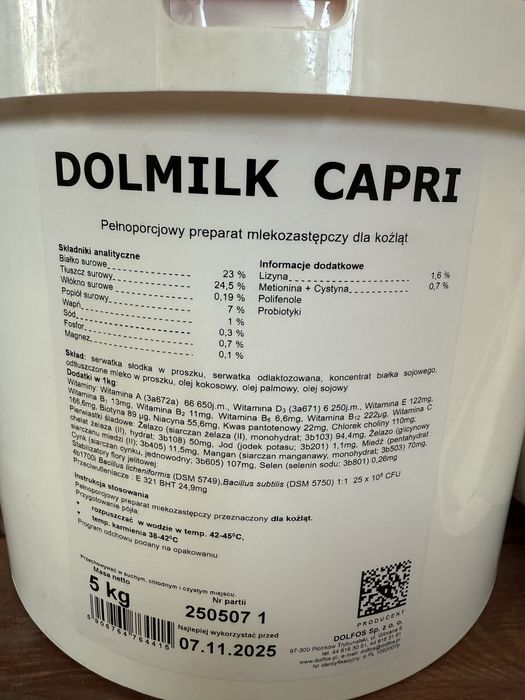 DOLMILK CAPRI
Pełnoporcjowy preparat mlekozastępczy dla koźląt
Składniki analityczne
Białko surowe 23 %
Tłuszcz surowy 24,5 %
Włókno surowe 0,19 %
Popiół surowy 7 %
Wapń 1 %
Sód 0,3 %
Fosfor 0,7 %
Magnez 0,1 %
Informacje dodatkowe
Lizyna 1,6 %
Metionina + Cystyna 0,7 %
Polifenole
Probiotyki
Skład: serwatka słodka w proszku, serwatka odlaktozowana, koncentrat białka sojowego,
odtłuszczone mleko w proszku, olej kokosowy, olej palmowy, olej sojowy
Dodatki w 1kg:
Witaminy: Witamina A (3a672a) 66 650j.m., Witamina D₃ (3a671) 6 250j.m., Witamina E 122mg,
Witamina B₁ 13mg, Witamina B₂ 11mg, Witamina B₆ 6,6mg, Witamina B₁₂ 222µg, Witamina C
166,6mg, Biotyna 89 µg, Niacyna 55,6mg, Kwas pantotenowy 22mg, Chlorek choliny 110mg;
Pierwiastki śladowe: Żelazo (siarczan żelaza (II), monohydrat; 3b103) 94,4mg, Żelazo (glicynowy
chelat żelaza (II), hydrat; 3b108) 50mg, Jod (jodek potasu; 3b201) 1,1mg, Miedź (pentahydrat
siarczanu miedzi (II); 3b405) 11,5mg, Mangan (siarczan manganawy, monohydrat; 3b503) 70mg,
Cynk (siarczan cynku, jednowodny; 3b605) 107mg, Selen (selenin sodu; 3b801) 0,26mg
Stabilizatory flory jelitowej:
4b1700i Bacillus licheniformis (DSM 5749), Bacillus subtilis (DSM 5750) 1:1 25 x 10⁸ CFU
Przeciwutleniacze : E 321 BHT 24,9mg
Instrukcja stosowania
Pełnoporcjowy preparat mlekozastępczy przeznaczony dla koźląt.
Przygotowanie pójła:
• rozpuszczać w wodzie w temp. 42-45ºC,
• temp. karmienia 38-42ºC
Program odchowu podany na opakowaniu.
Przechowywać w suchym, chłodnym i czystym miejscu.
Masa netto
5 kg
Nr partii
250507 1
5 906764 764415
Najlepiej wykorzystać przed
07.11.2025
PRODUCENT
DOLFOS Sp. z o. o.
97-300 Piotrków Trybunalski, ul. Gliniana 6
www.dolfos.pl, e-mail: dolfos@dolfos.pl